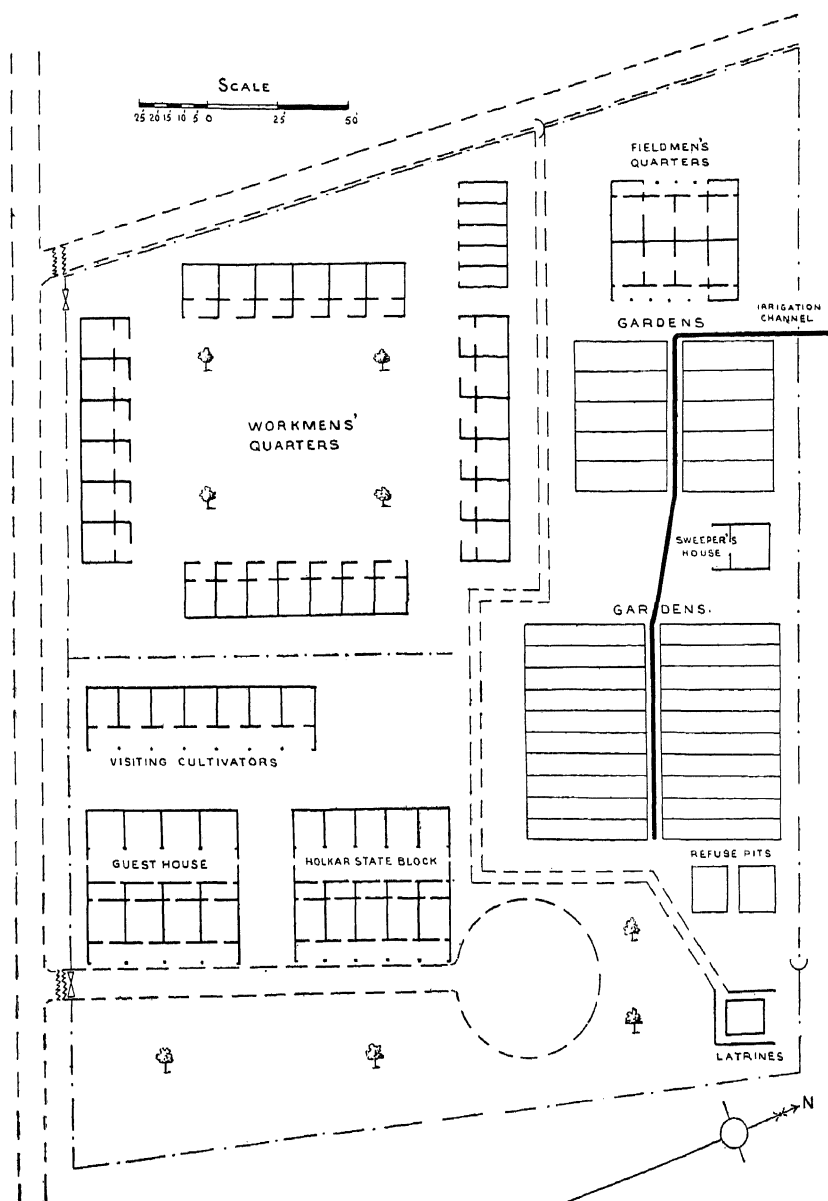 SCALE
25 20 15 10 5 0 25 50'
FIELDMEN'S
QUARTERS
IRRIGATION
CHANNEL
GARDENS
WORKMENS'
QUARTERS
SWEEPER'S
HOUSE
GARDENS.
VISITING CULTIVATORS
GUEST HOUSE
HOLKAR STATE BLOCK
REFUSE PITS
LATRINES
N